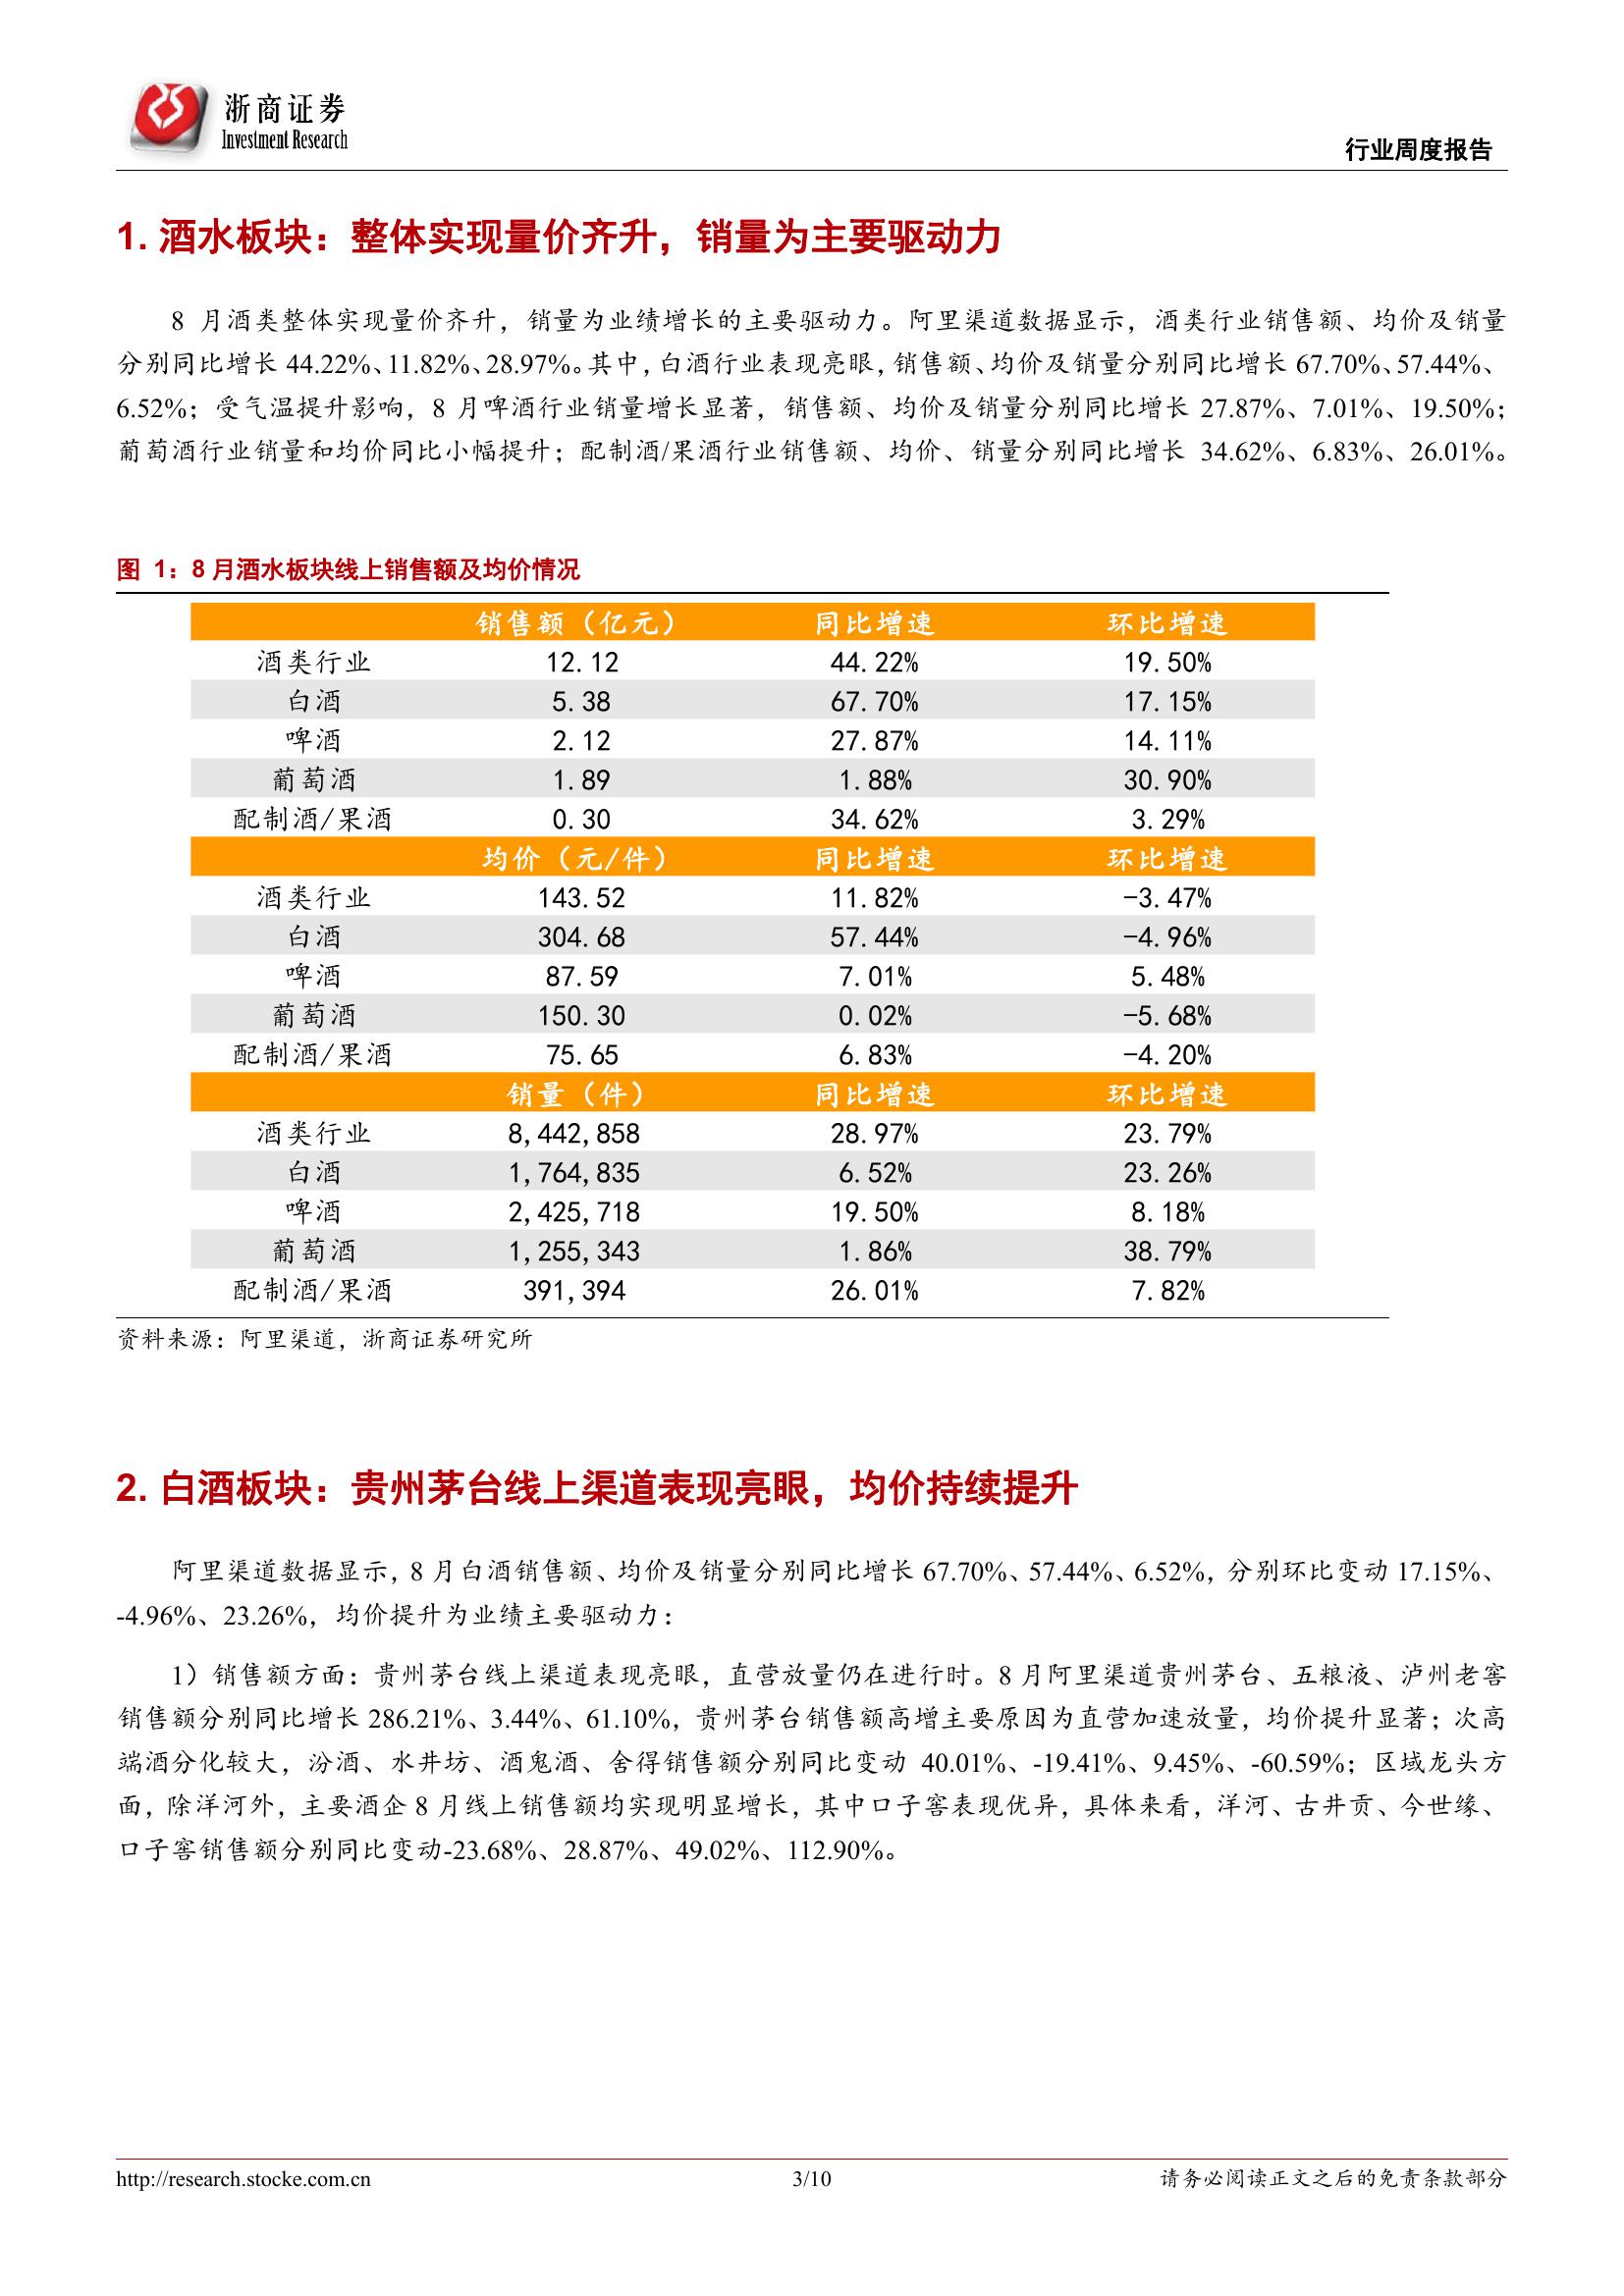 浙商证券
Investment Research
行业周度报告
1. 酒水板块：整体实现量价齐升，销量为主要驱动力
8 月酒类整体实现量价齐升，销量为业绩增长的主要驱动力。阿里渠道数据显示，酒类行业销售额、均价及销量
分别同比增长 44.22%、11.82%、28.97%。其中，白酒行业表现亮眼，销售额、均价及销量分别同比增长 67.70%、57.44%、
6.52%；受气温提升影响，8 月啤酒行业销量增长显著，销售额、均价及销量分别同比增长 27.87%、7.01%、19.50%；
葡萄酒行业销量和均价同比小幅提升；配制酒/果酒行业销售额、均价、销量分别同比增长 34.62%、6.83%、26.01%。
图 1：8 月酒水板块线上销售额及均价情况
销售额（亿元） 同比增速 环比增速
酒类行业 12.12 44.22% 19.50%
白酒 5.38 67.70% 17.15%
啤酒 2.12 27.87% 14.11%
葡萄酒 1.89 1.88% 30.90%
配制酒/果酒 0.30 34.62% 3.29%
均价（元/件） 同比增速 环比增速
酒类行业 143.52 11.82% -3.47%
白酒 304.68 57.44% -4.96%
啤酒 87.59 7.01% 5.48%
葡萄酒 150.30 0.02% -5.68%
配制酒/果酒 75.65 6.83% -4.20%
销量（件） 同比增速 环比增速
酒类行业 8,442,858 28.97% 23.79%
白酒 1,764,835 6.52% 23.26%
啤酒 2,425,718 19.50% 8.18%
葡萄酒 1,255,343 1.86% 38.79%
配制酒/果酒 391,394 26.01% 7.82%
资料来源：阿里渠道，浙商证券研究所
2. 白酒板块：贵州茅台线上渠道表现亮眼，均价持续提升
阿里渠道数据显示，8 月白酒销售额、均价及销量分别同比增长 67.70%、57.44%、6.52%，分别环比变动 17.15%、
-4.96%、23.26%，均价提升为业绩主要驱动力：
1）销售额方面：贵州茅台线上渠道表现亮眼，直营放量仍在进行时。8 月阿里渠道贵州茅台、五粮液、泸州老窖
销售额分别同比增长 286.21%、3.44%、61.10%，贵州茅台销售额高增主要原因为直营加速放量，均价提升显著；次高
端酒分化较大，汾酒、水井坊、酒鬼酒、舍得销售额分别同比变动 40.01%、-19.41%、9.45%、-60.59%；区域龙头方
面，除洋河外，主要酒企 8 月线上销售额均实现明显增长，其中口子窖表现优异，具体来看，洋河、古井贡、今世缘、
口子窖销售额分别同比变动-23.68%、28.87%、49.02%、112.90%。
http://research.stocke.com.cn 3/10 请务必阅读正文之后的免责条款部分